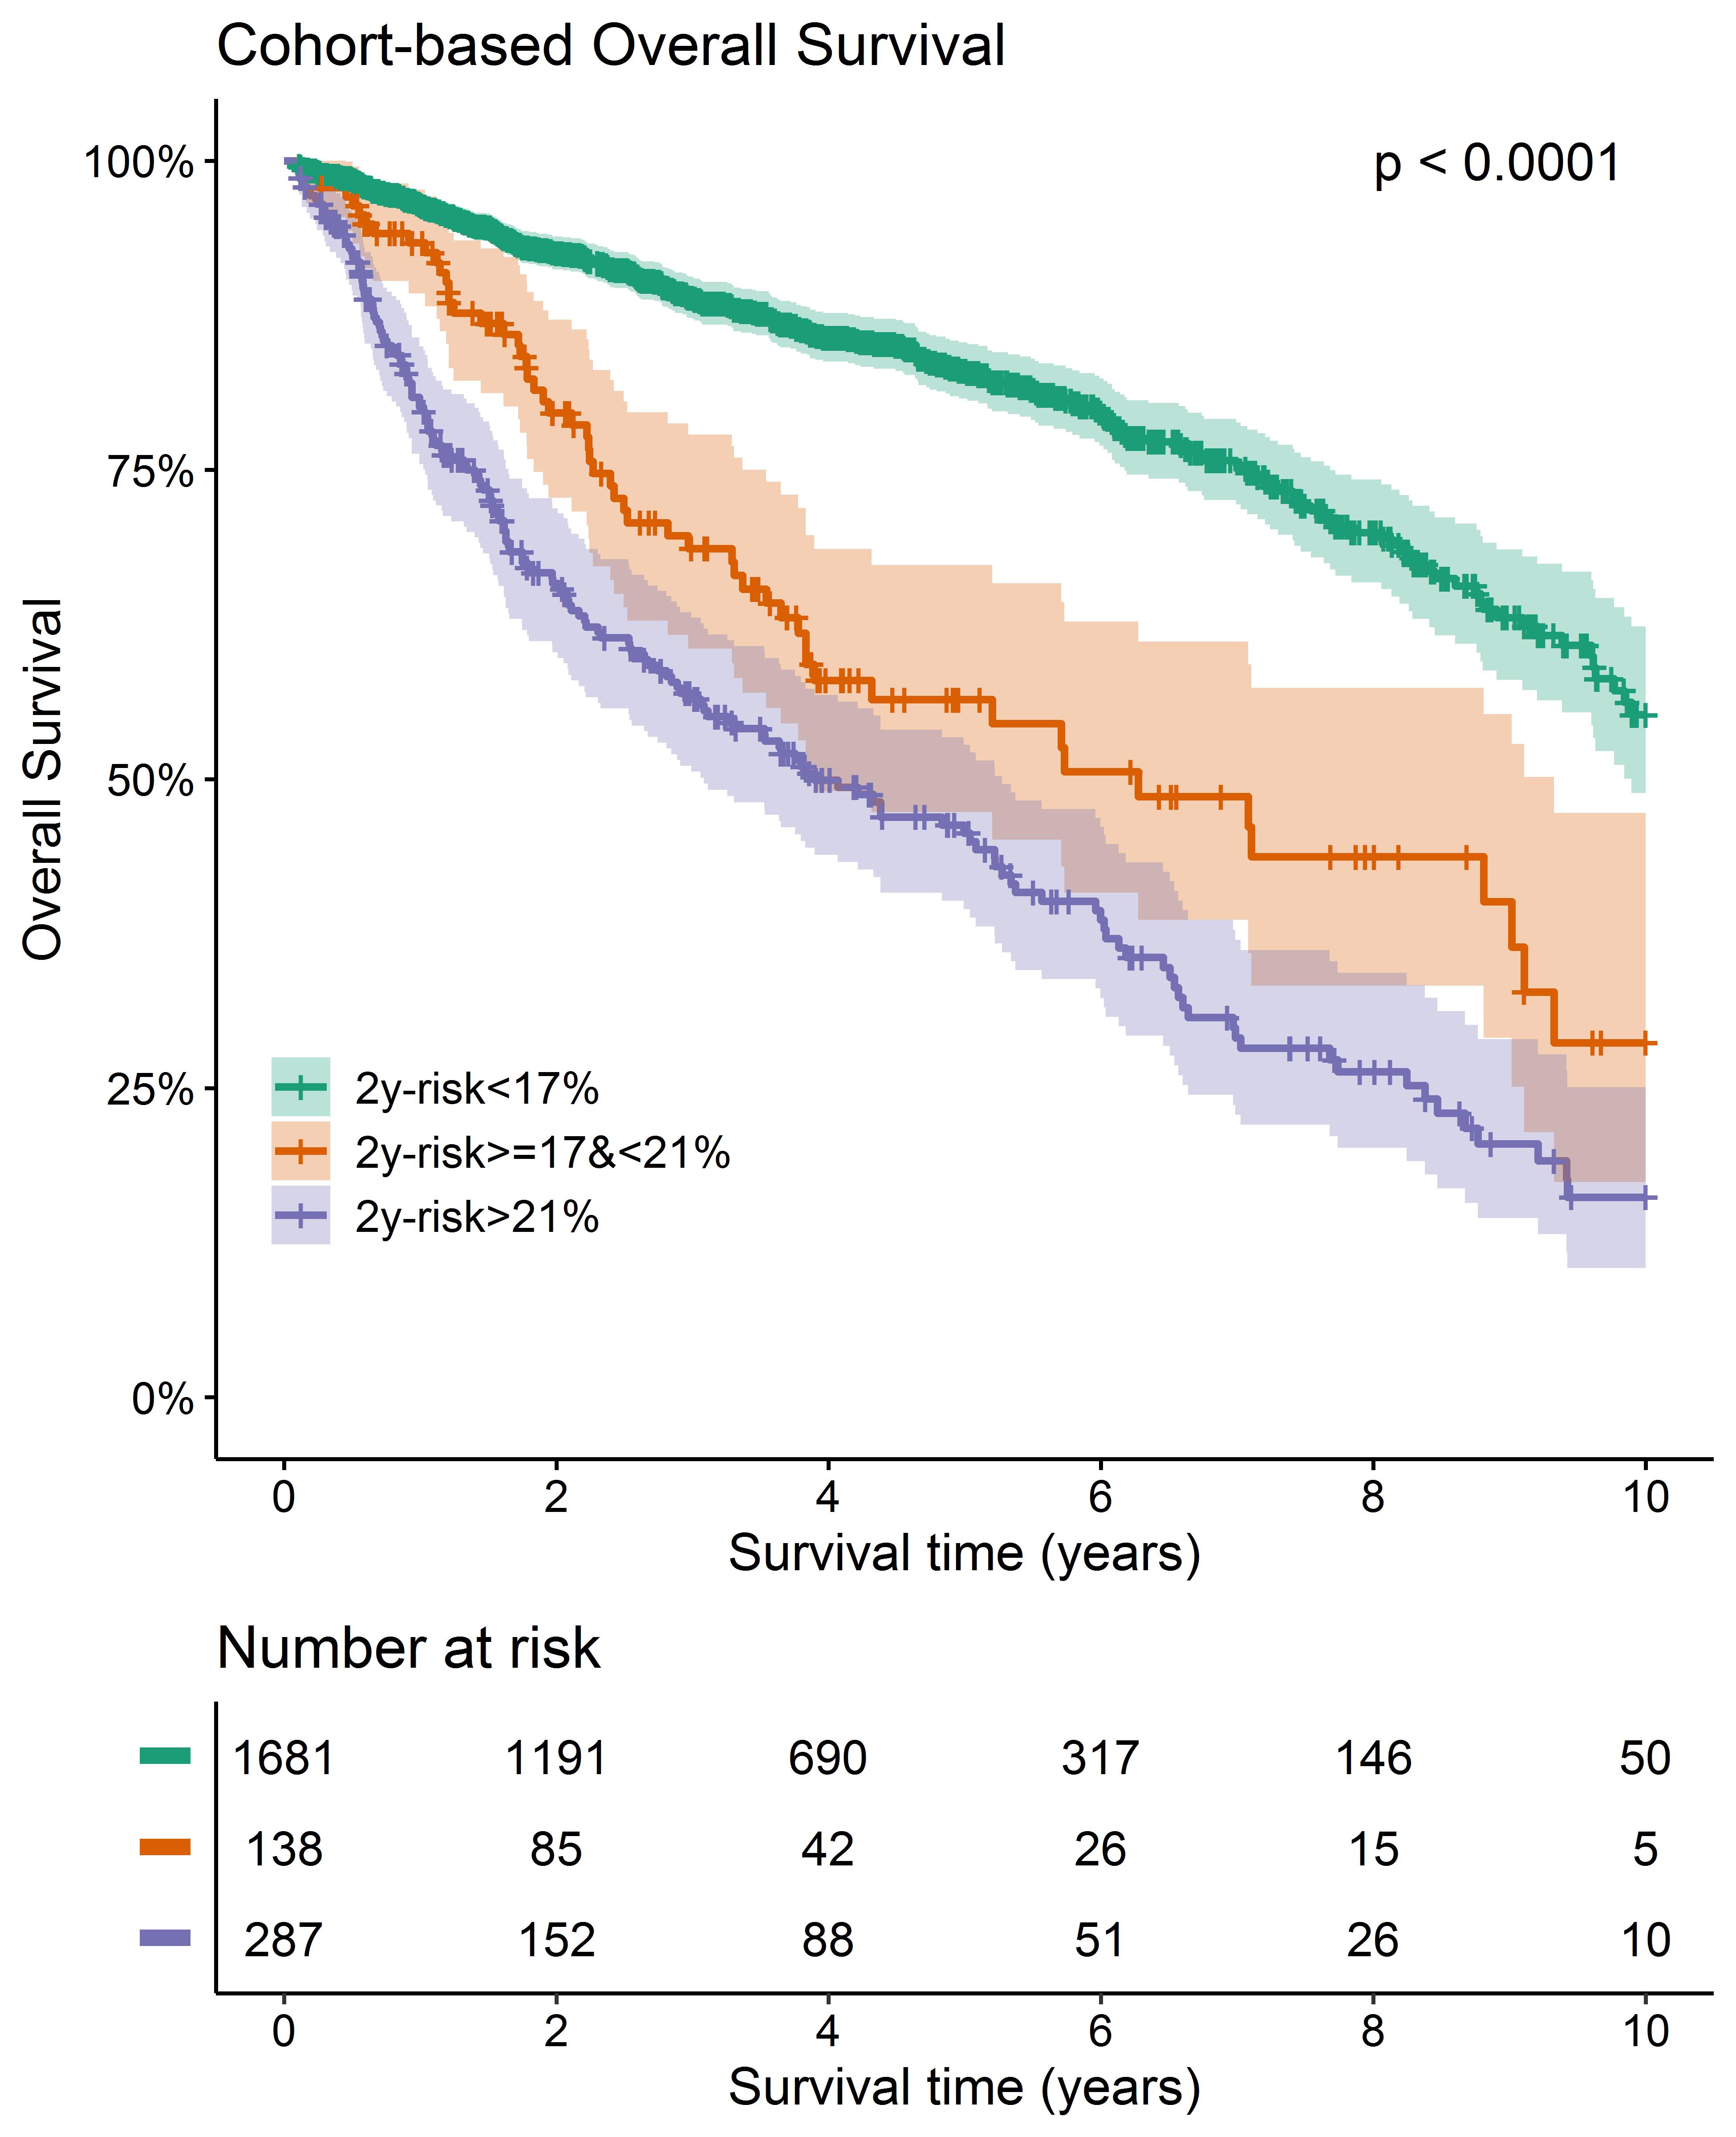 Cohort-based Overall Survival
p < 0.0001
100%
75%
50%
25%
0%
Overall Survival
2y-risk<17%
2y-risk>=17&<21%
2y-risk>21%
0 2 4 6 8 10
Survival time (years)
Number at risk
1681 1191 690 317 146 50
138 85 42 26 15 5
287 152 88 51 26 10
0 2 4 6 8 10
Survival time (years)